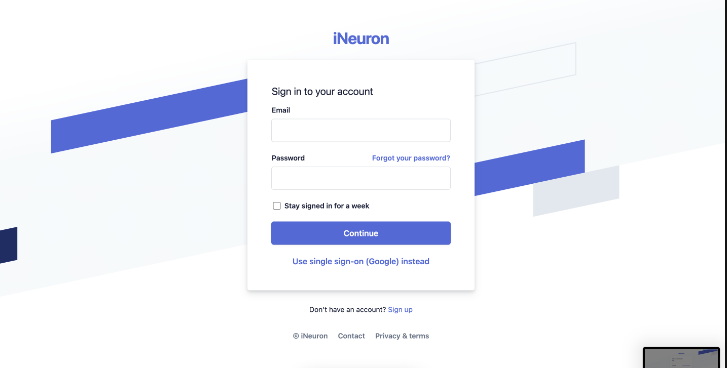 iNeuron
Sign in to your account
Email
Password Forgot your password?
Stay signed in for a week
Continue
Use single sign-on (Google) instead
Don't have an account? Sign up
© iNeuron Contact Privacy & terms